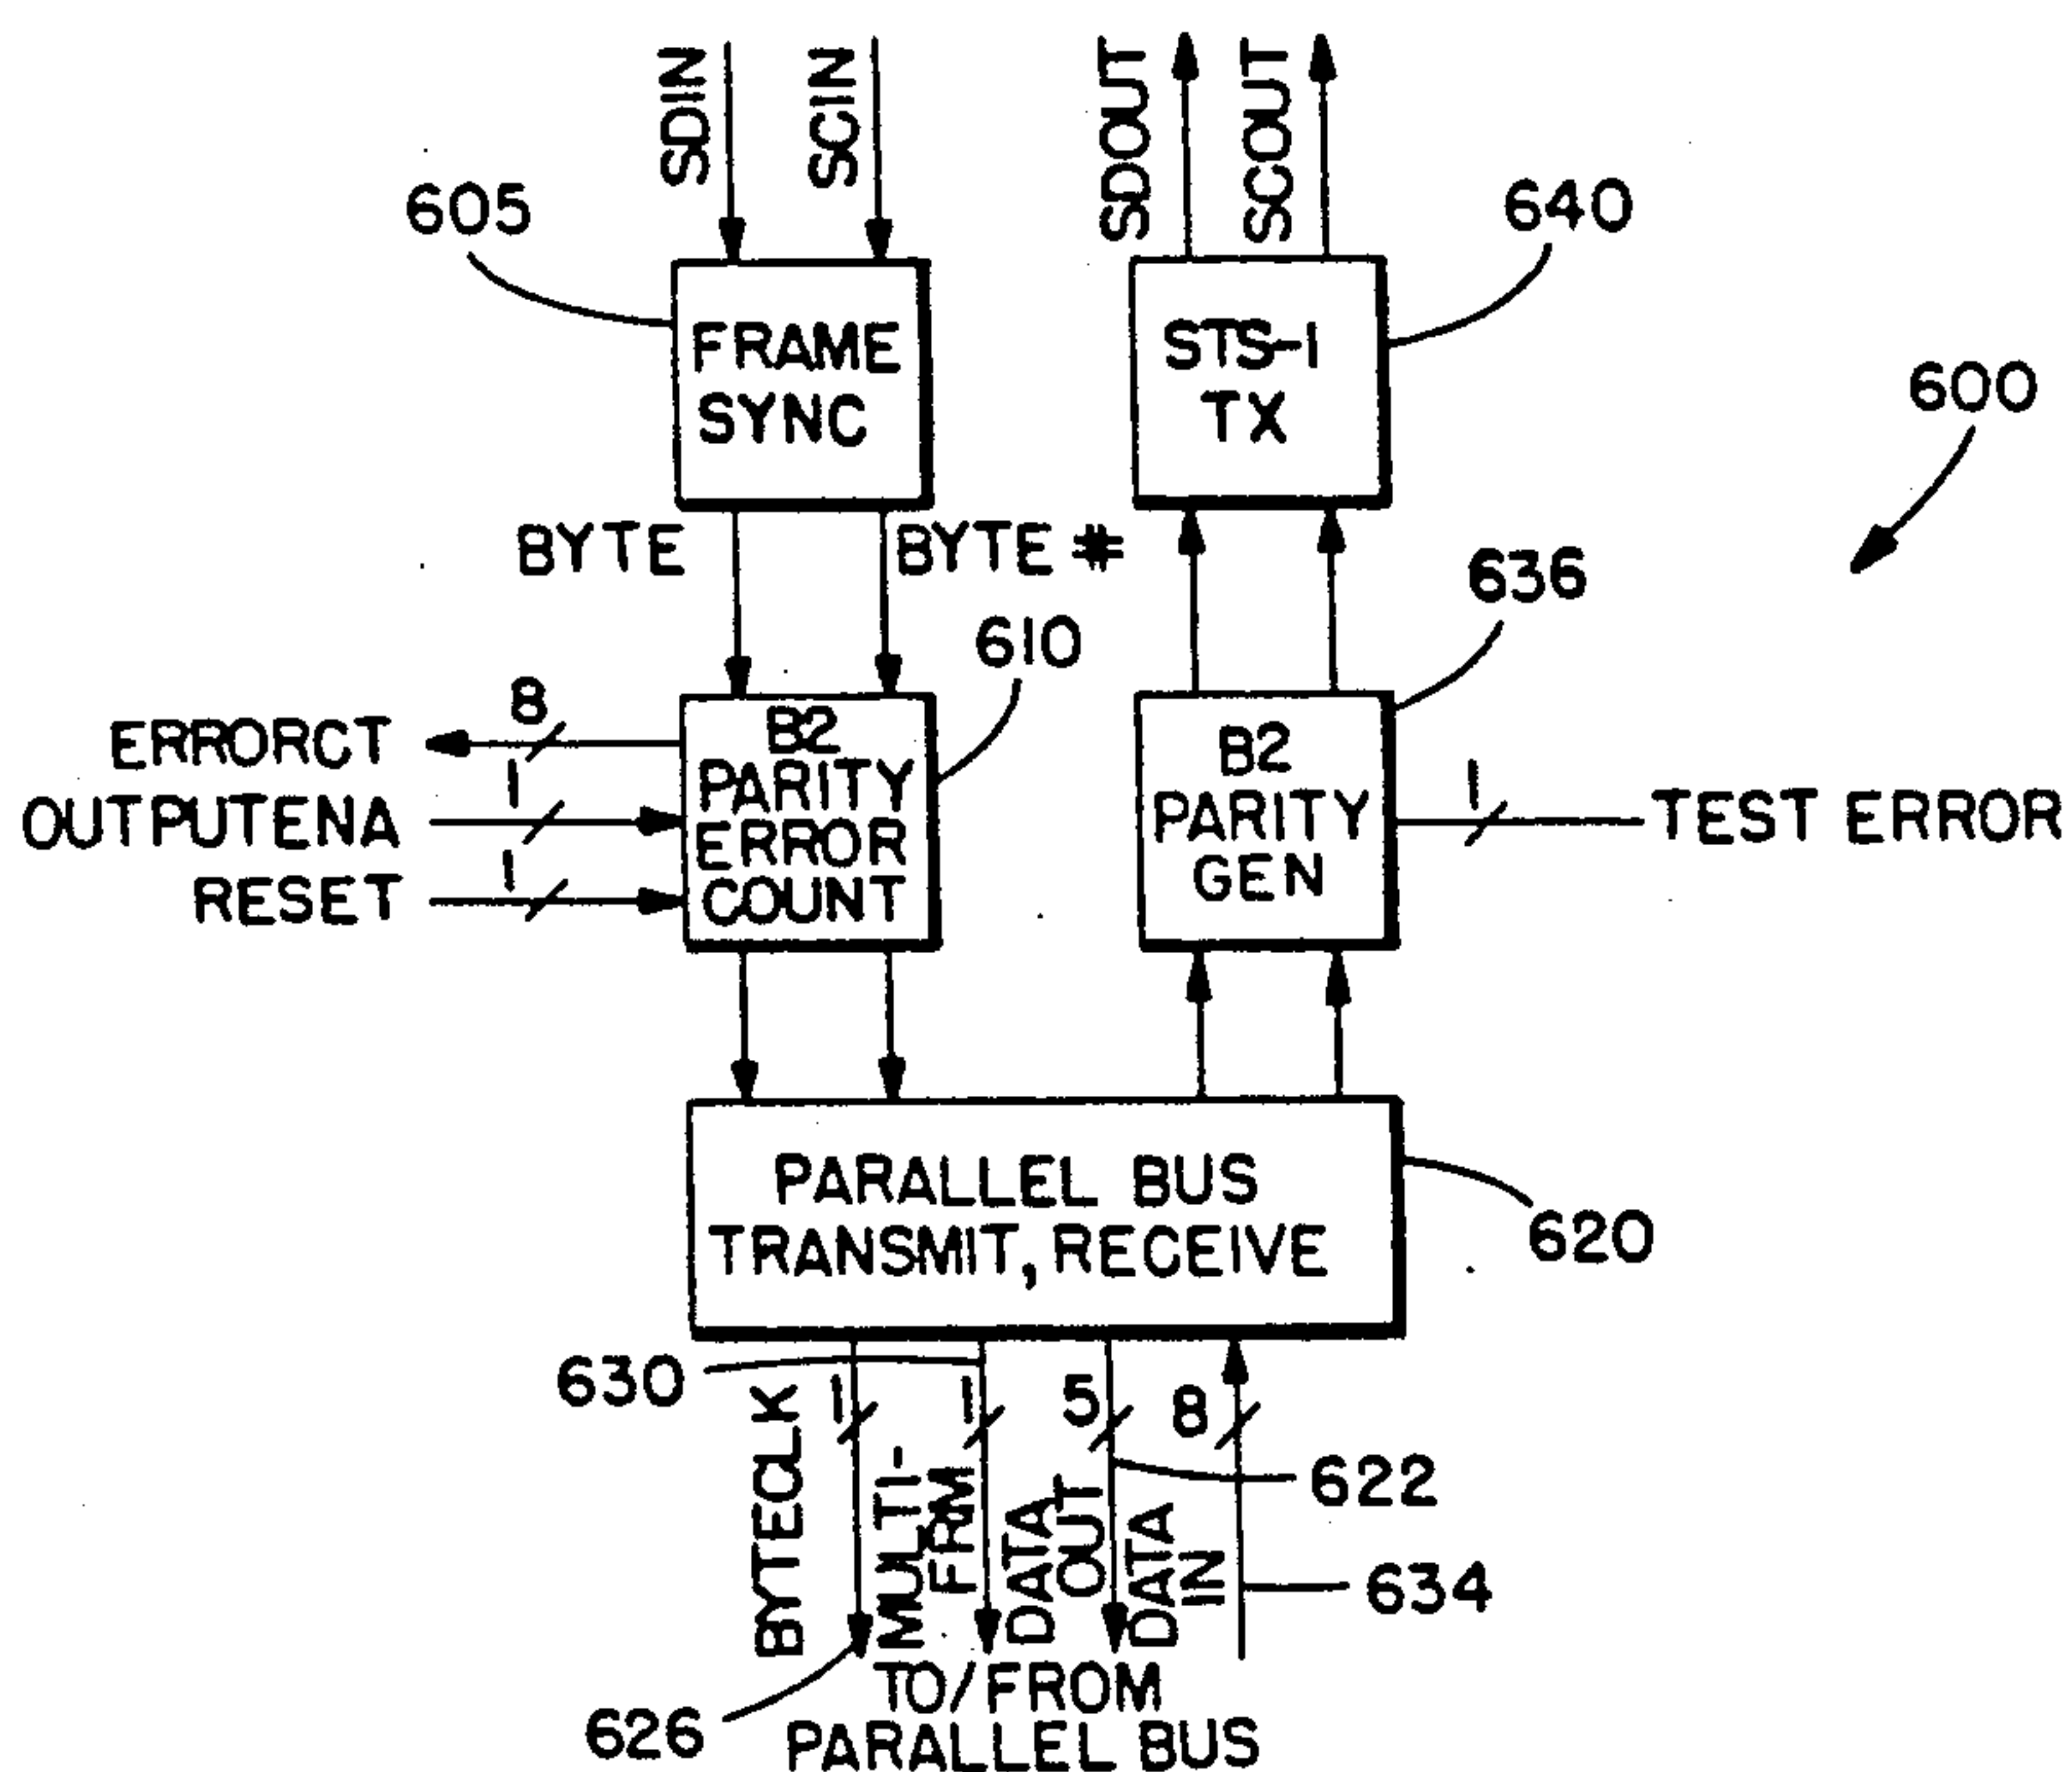 SDIN
SCIN
SDOUT
SCOUT
605
640
FRAME
SYNC
STS-1
TX
600
BYTE
BYTE #
636
610
8
ERRORCT
1
OUTPUTENA
1
RESET
B2
PARITY
ERROR
COUNT
B2
PARITY
GEN
1
TEST ERROR
PARALLEL BUS
TRANSMIT, RECEIVE
620
630
1
1
5
8
BYTECLK
MULTI-
FRM
DATA
OUT
DATA
IN
622
634
626
TO/FROM
PARALLEL BUS